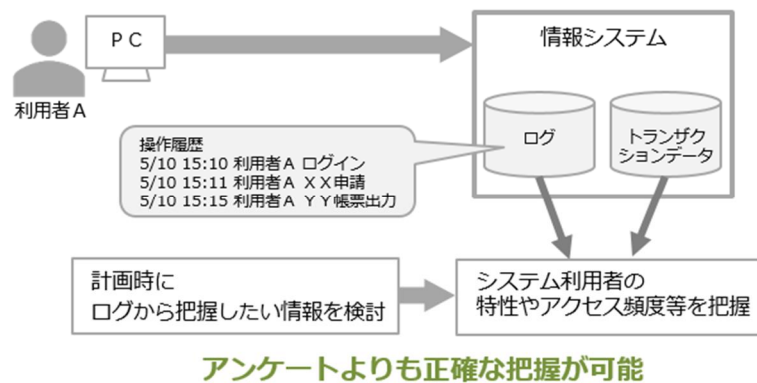 PC
利用者A
情報システム
ログ
トランザク
ションデータ
操作履歴
5/10 15:10 利用者A ログイン
5/10 15:11 利用者A XX申請
5/10 15:15 利用者A YY帳票出力
計画時に
ログから把握したい情報を検討
システム利用者の
特性やアクセス頻度等を把握
アンケートよりも正確な把握が可能